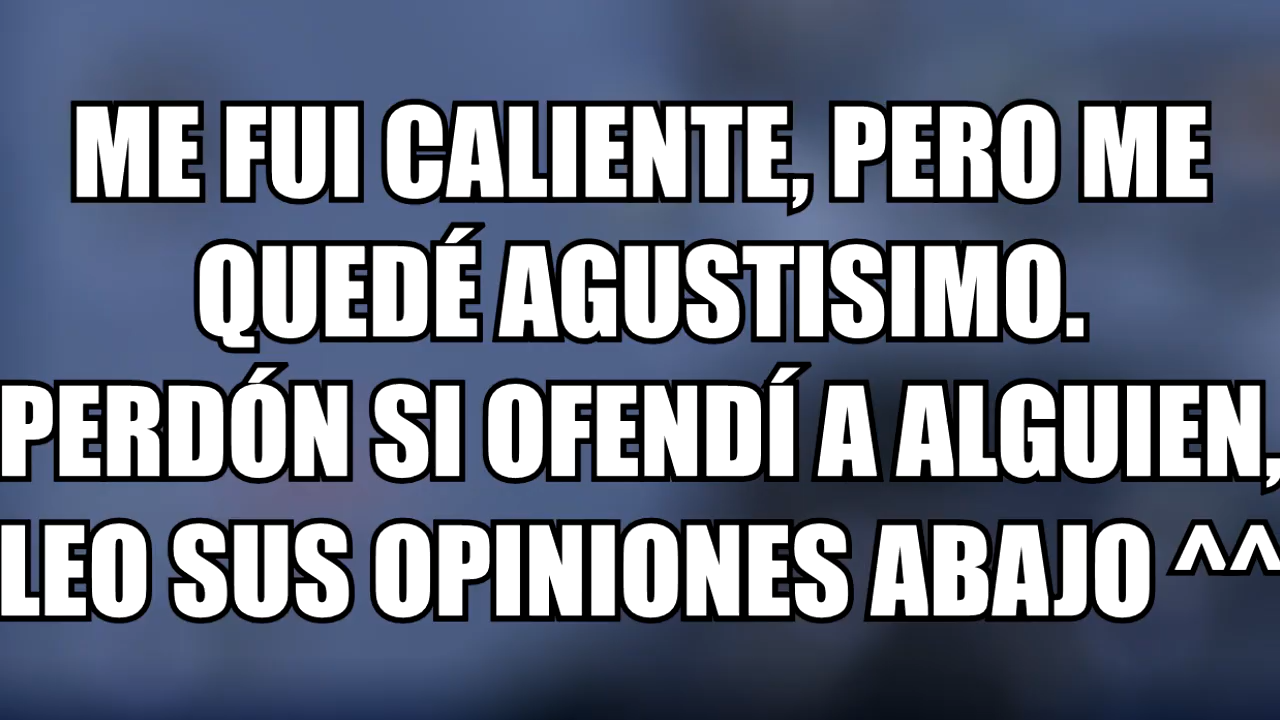 ME FUI CALIENTE, PERO ME
QUEDÉ AGUSTISIMO.
PERDÓN SI OFENDÍ A ALGUIEN,
LEO SUS OPINIONES ABAJO ^^